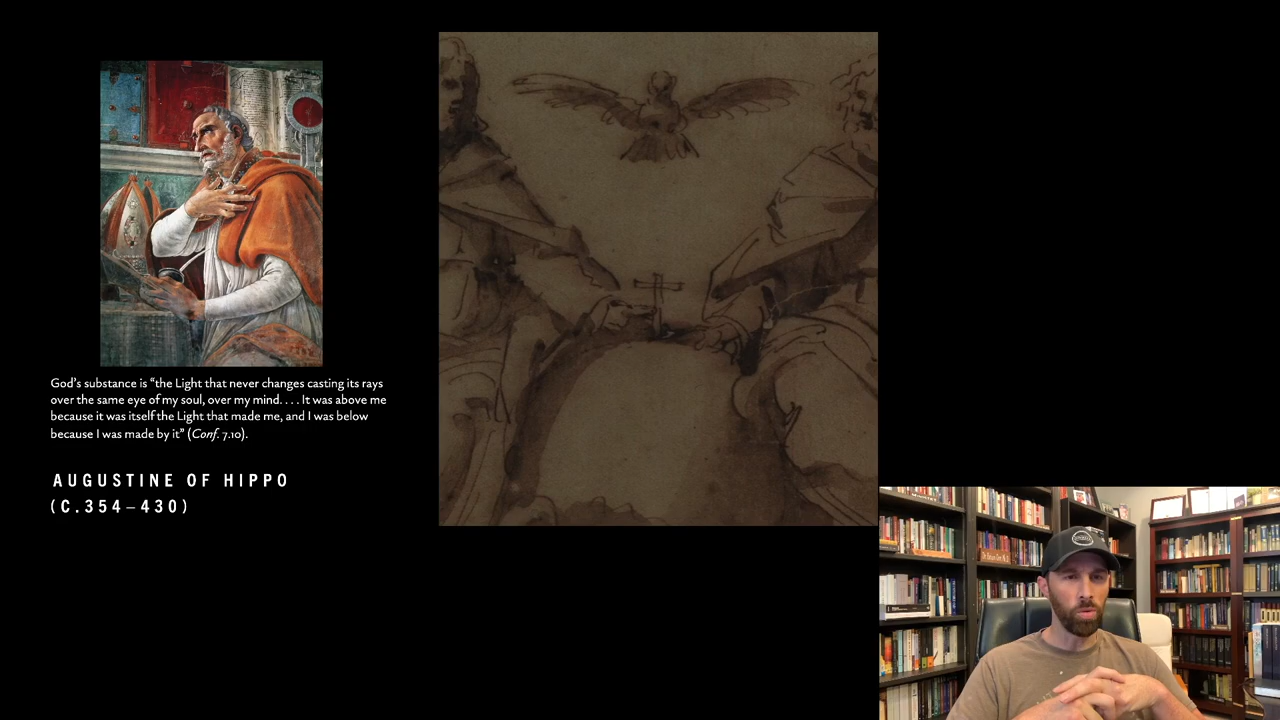 God's substance is “the Light that never changes casting its rays
over the same eye of my soul, over my mind. . . . It was above me
because it was itself the Light that made me, and I was below
because I was made by it” (Conf. 7.10).
AUGUSTINE OF HIPPO
(C.354–430)